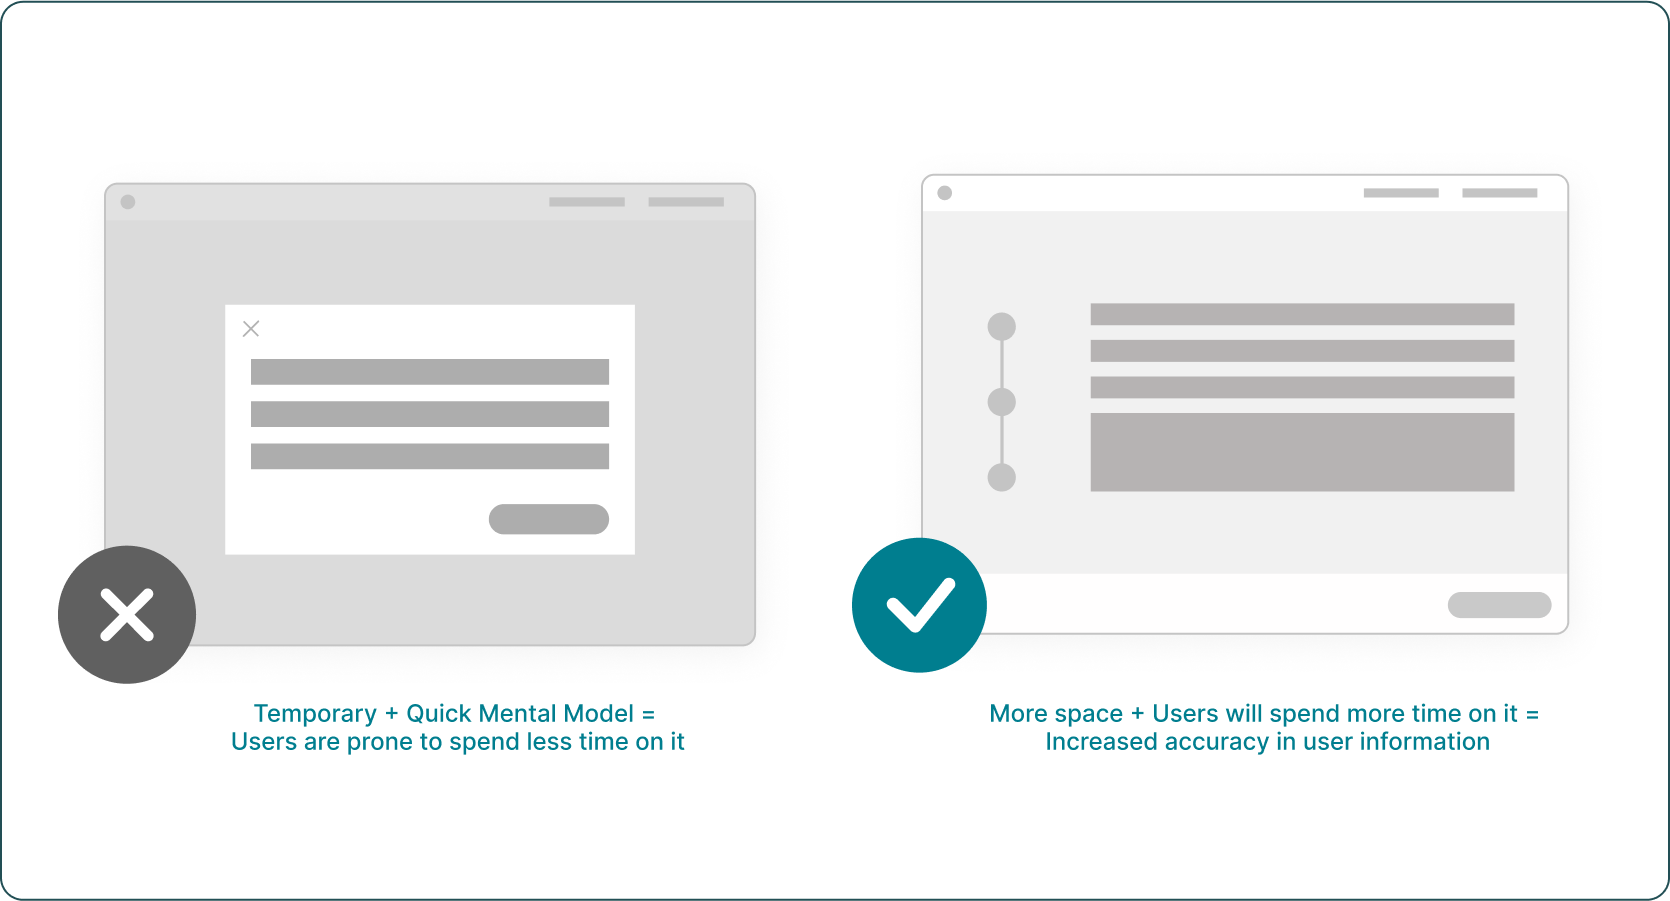 Temporary + Quick Mental Model =
Users are prone to spend less time on it
More space + Users will spend more time on it =
Increased accuracy in user information